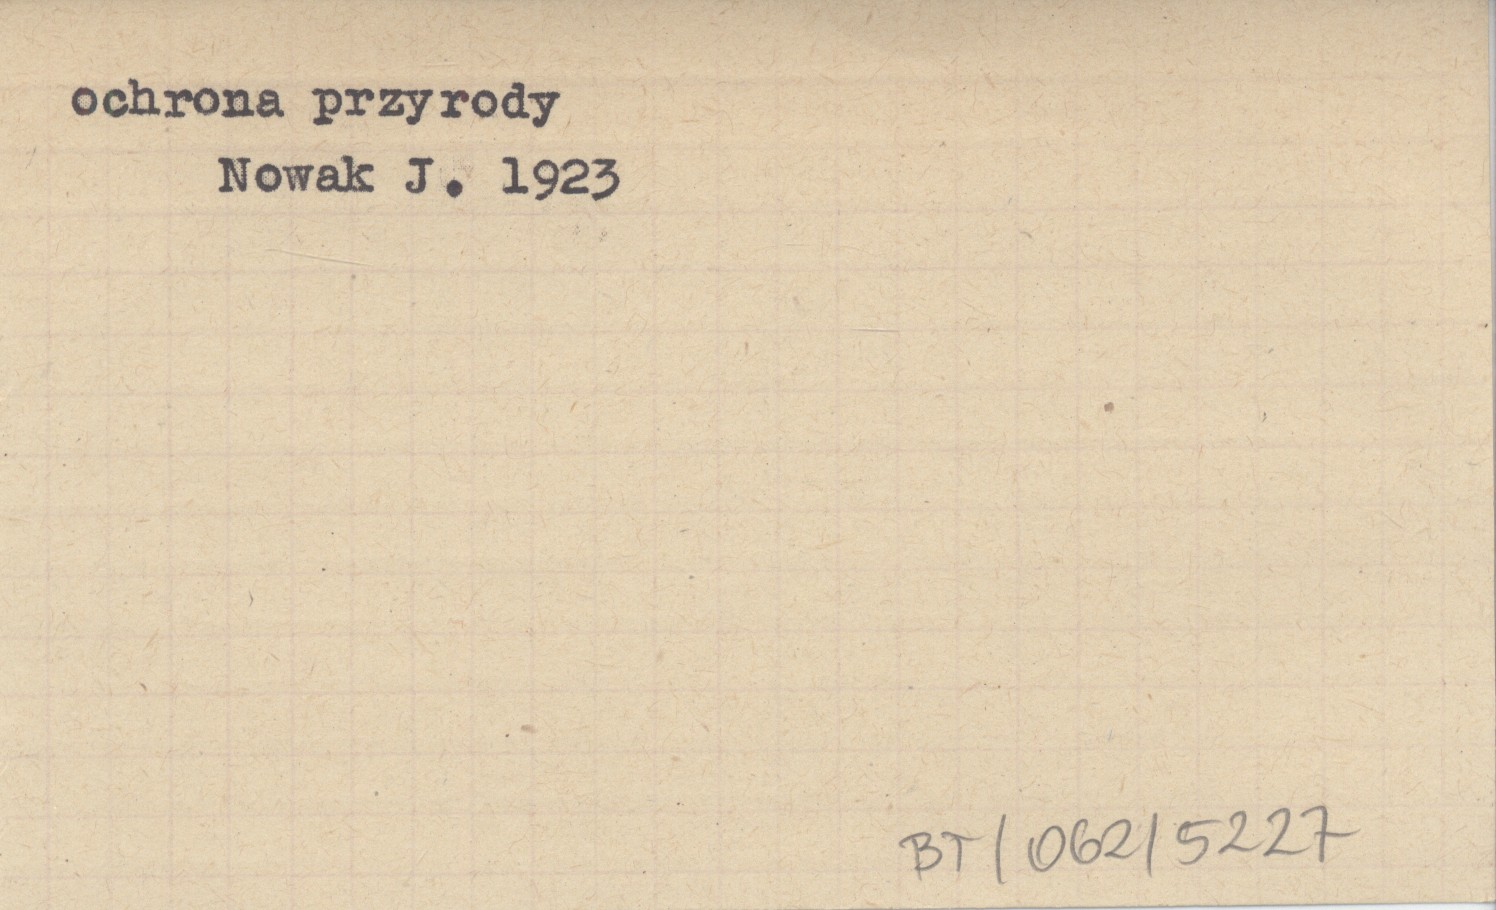 ochrona przyrody
Nowak J. 1923
BT/062/5227